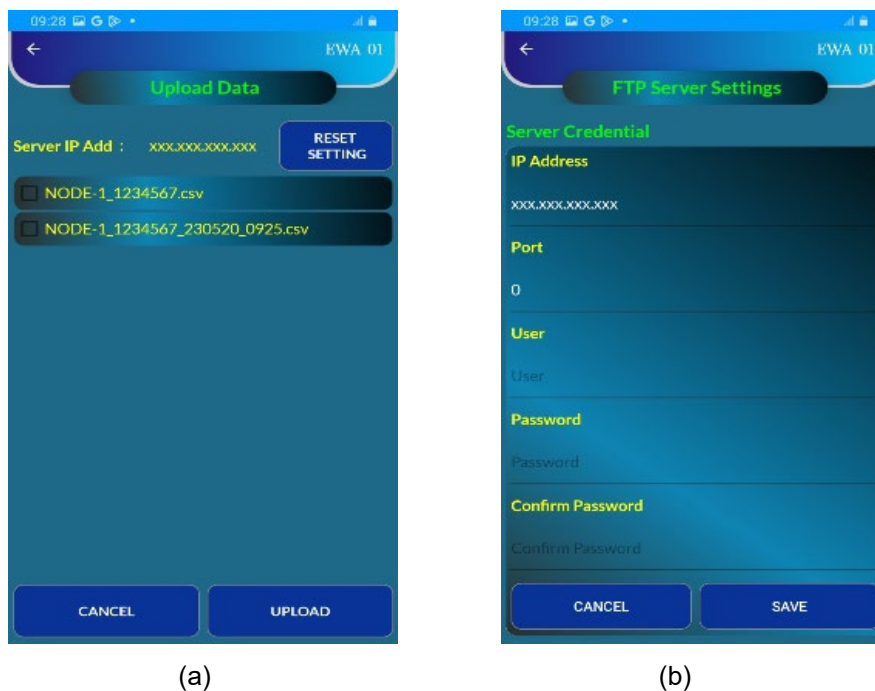 09:28
EWA 01
Upload Data
Server IP Add : xxx.xxx.xxx.xxx
RESET
SETTING
NODE-1_1234567.csv
NODE-1_1234567_230520_0925.csv
CANCEL
UPLOAD
(a)
09:28
EWA 01
FTP Server Settings
Server Credential
IP Address
xxx.xxx.xxx.xxx
Port
0
User
User
Password
Password
Confirm Password
Confirm Password
CANCEL
SAVE
(b)